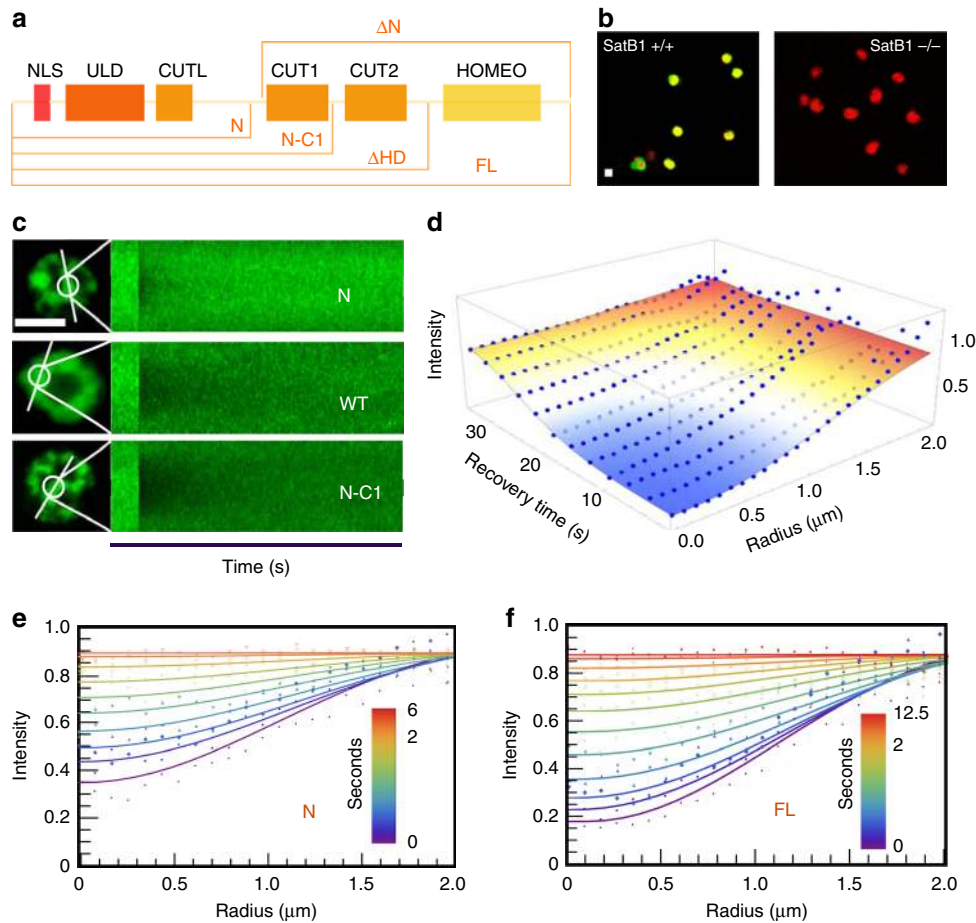 a
ΔN
NLS ULD CUTL CUT1 CUT2 HOMEO
N
N-C1
ΔHD
FL
b
SatB1 +/+
SatB1 –/–
c
N
WT
N-C1
Time (s)
d
Intensity
1.0
0.5
30
20
10
Recovery time (s)
0.0
0.5
1.0
1.5
2.0
Radius (μm)
e
1.0
0.8
0.6
0.4
0.2
0
Intensity
0 0.5 1.0 1.5 2.0
Radius (μm)
6
2
0
Seconds
N
f
1.0
0.8
0.6
0.4
0.2
0
Intensity
0 0.5 1.0 1.5 2.0
Radius (μm)
12.5
2
0
Seconds
FL